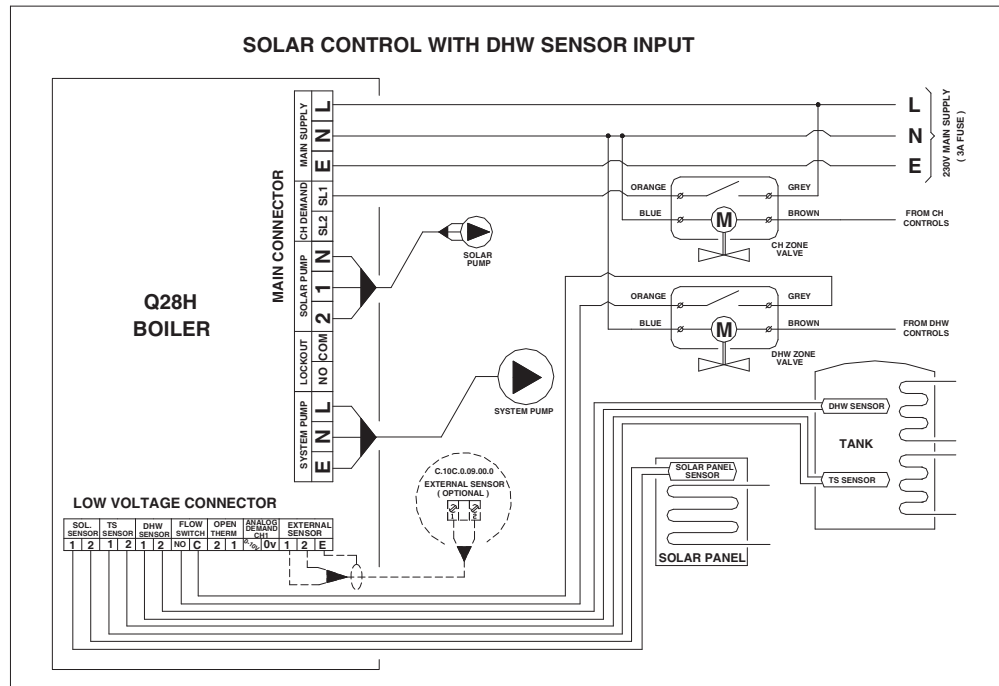 SOLAR CONTROL WITH DHW SENSOR INPUT
MAIN SUPPLY
L
N
E
CH DEMAND
SL1
SL2
SOLAR PUMP
N
1
2
LOCKOUT
COM
NO
SYSTEM PUMP
L
N
E
MAIN CONNECTOR
Q28H
BOILER
L
N
E
230V MAIN SUPPLY
( 3A FUSE )
ORANGE
GREY
BLUE
M
BROWN
FROM CH
CONTROLS
CH ZONE
VALVE
SOLAR
PUMP
ORANGE
GREY
BLUE
M
BROWN
FROM DHW
CONTROLS
DHW ZONE
VALVE
SYSTEM PUMP
DHW SENSOR
TANK
TS SENSOR
C.10C.0.09.00.0
EXTERNAL SENSOR
( OPTIONAL )
1 2
SOLAR PANEL
SENSOR
SOLAR PANEL
LOW VOLTAGE CONNECTOR
SOL.
SENSOR
TS
SENSOR
DHW
SENSOR
FLOW
SWITCH
OPEN
THERM
ANALOG
DEMAND
CH1
EXTERNAL
SENSOR
1 2 1 2 1 2 NO C 2 1 0-10V 0v 1 2 E